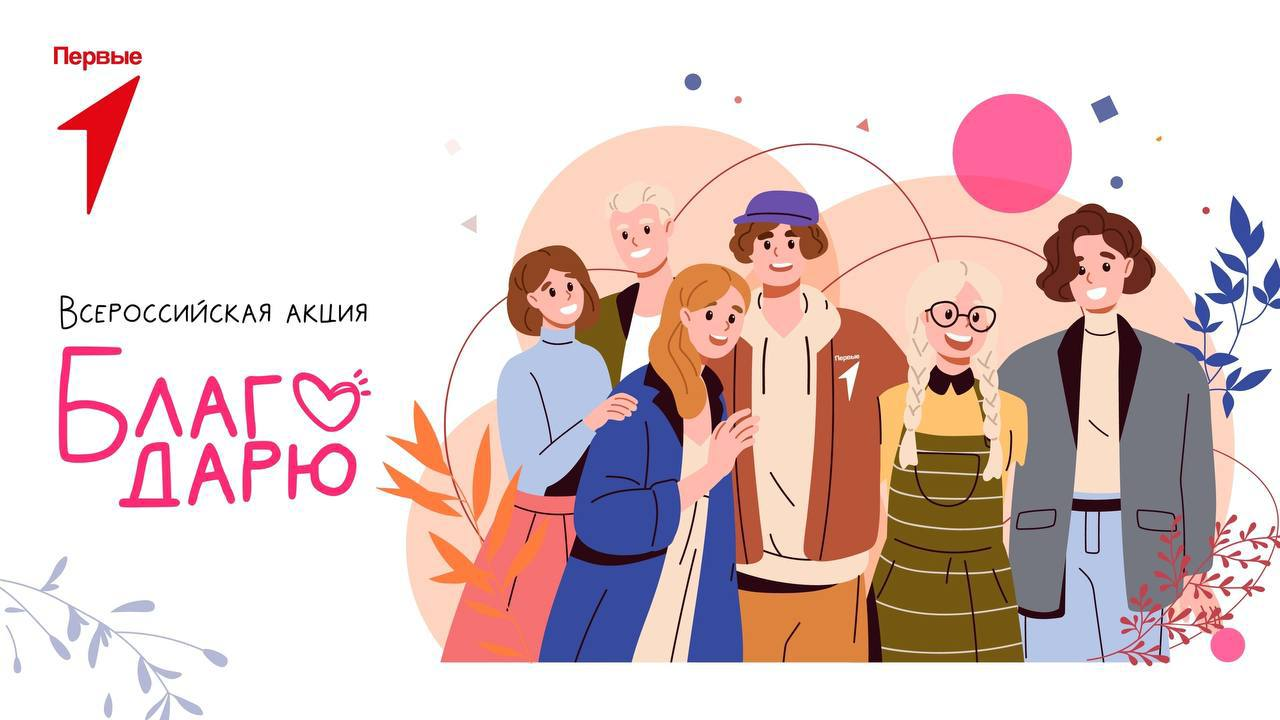 Первые
Всероссийская акция
Благо
дарю
Первые